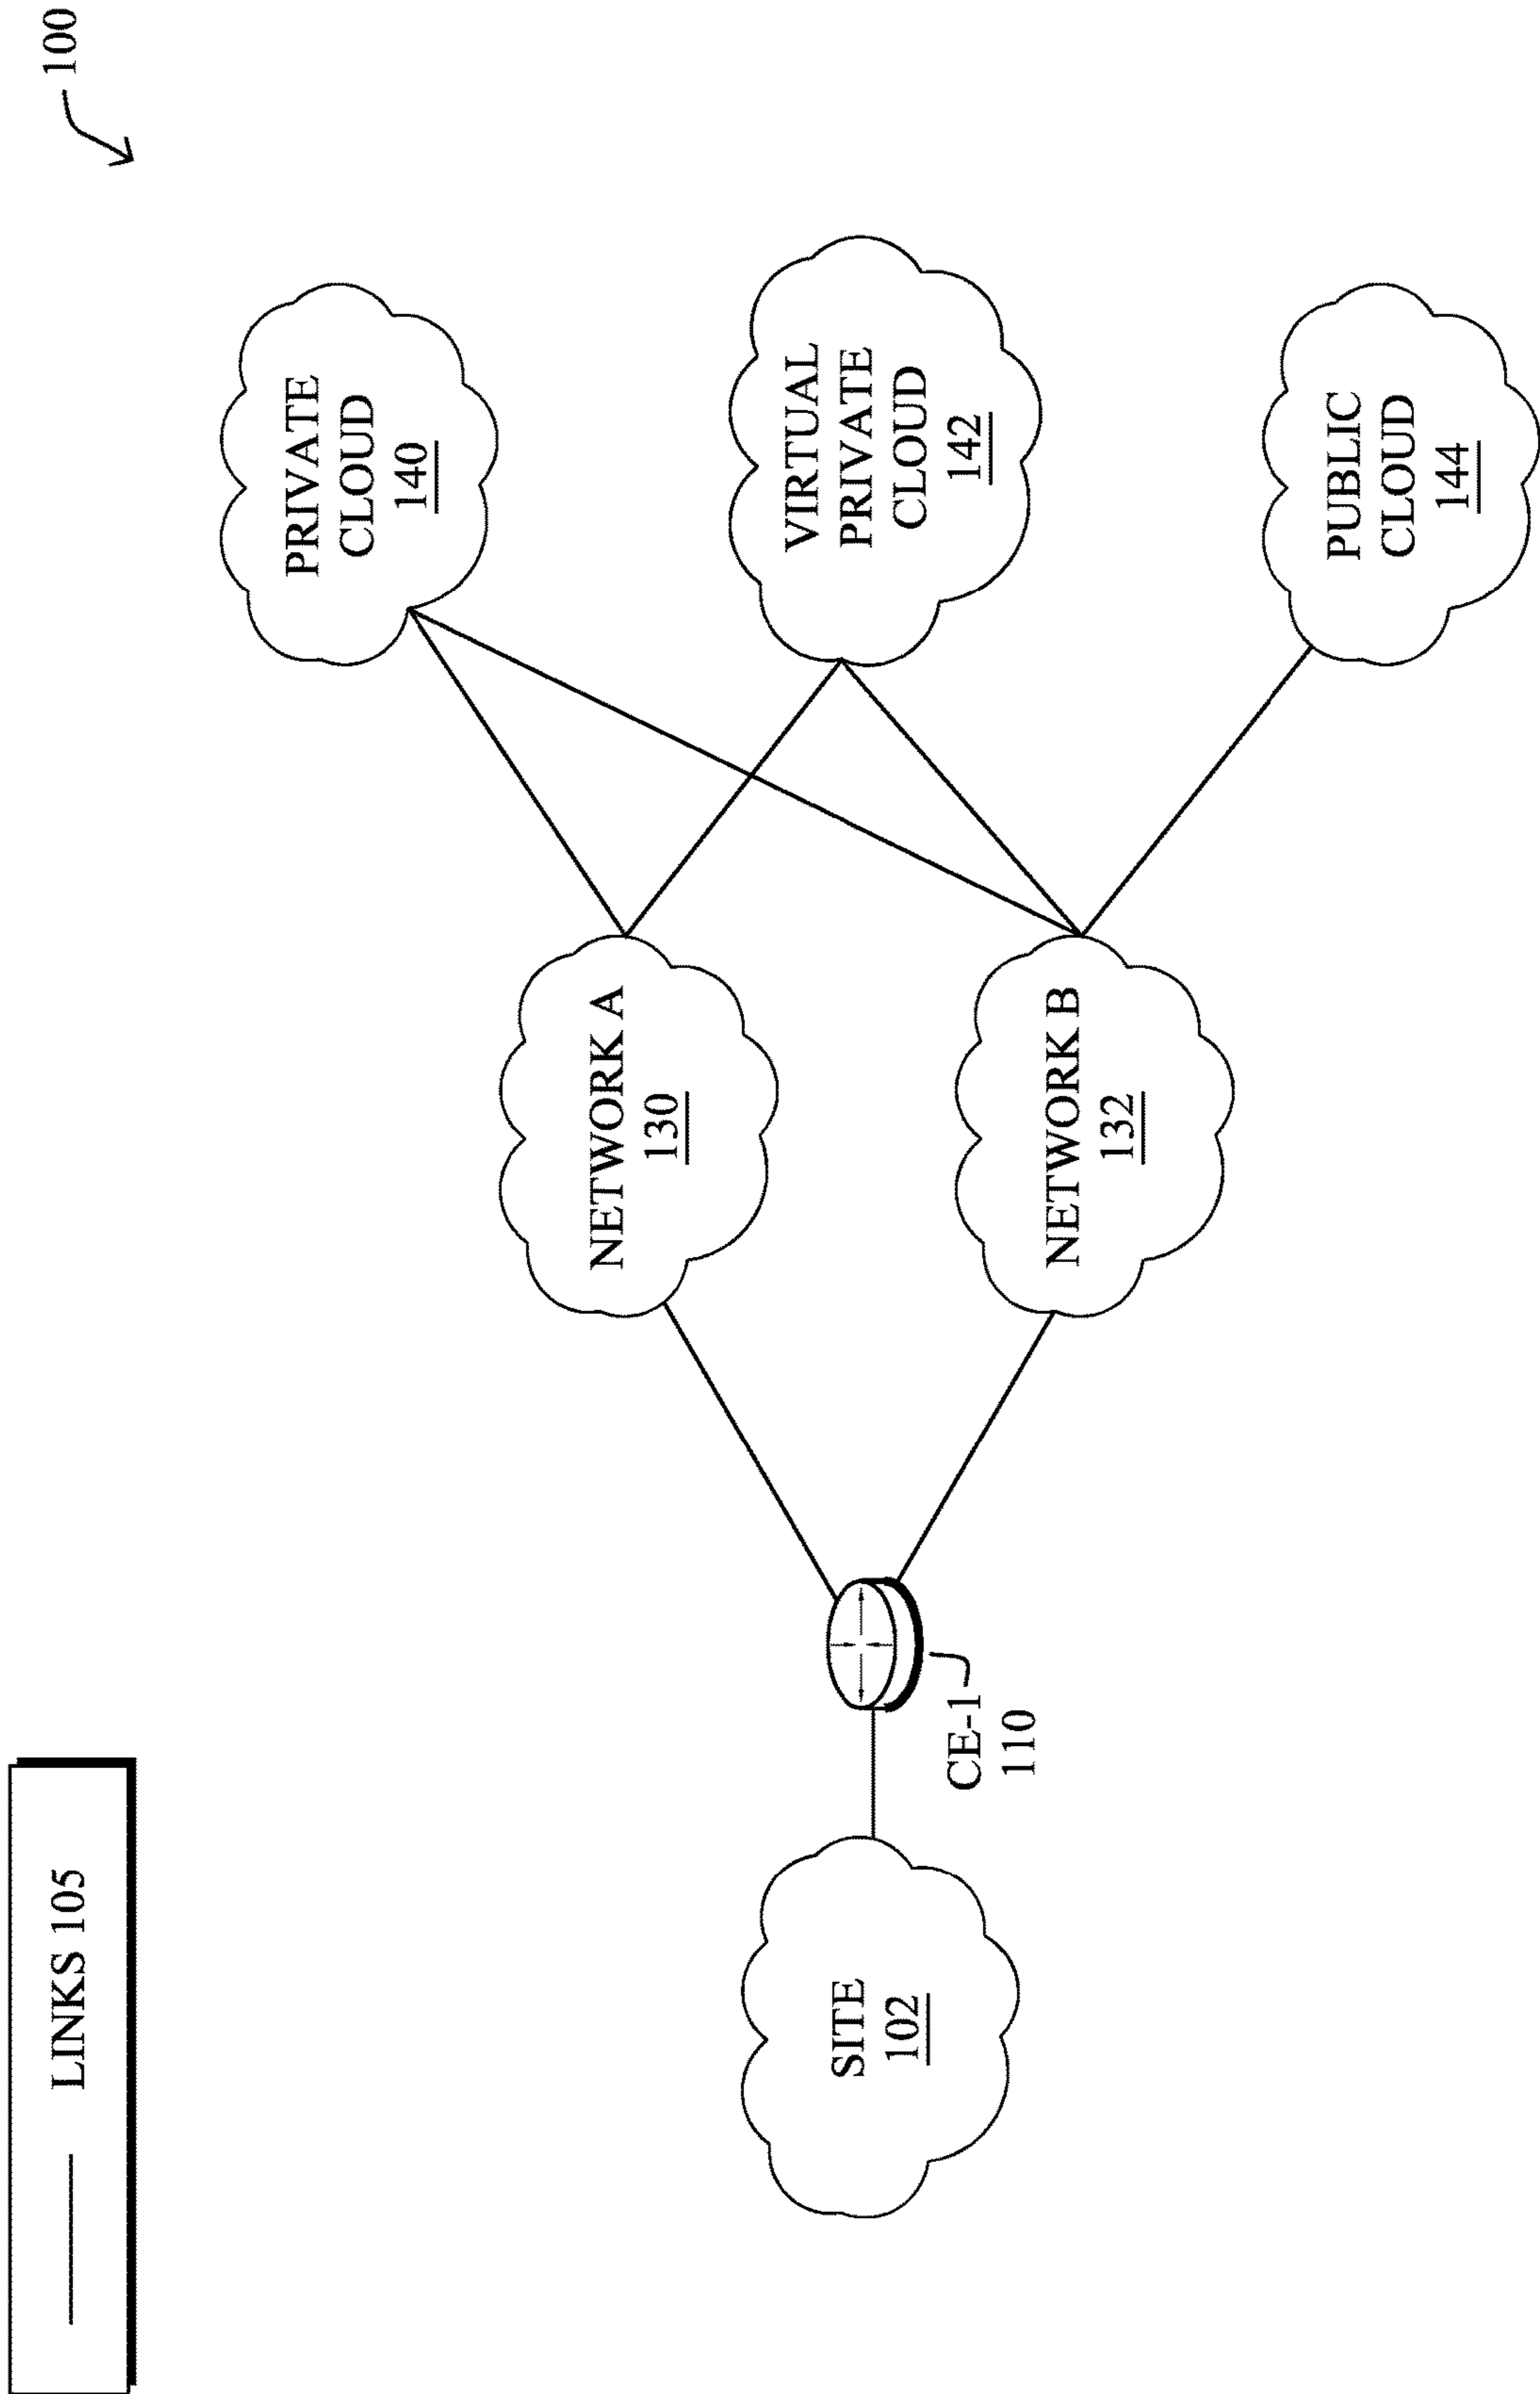 100
LINKS 105
SITE
102
CE-1
110
NETWORK A
130
NETWORK B
132
PRIVATE
CLOUD
140
VIRTUAL
PRIVATE
CLOUD
142
PUBLIC
CLOUD
144